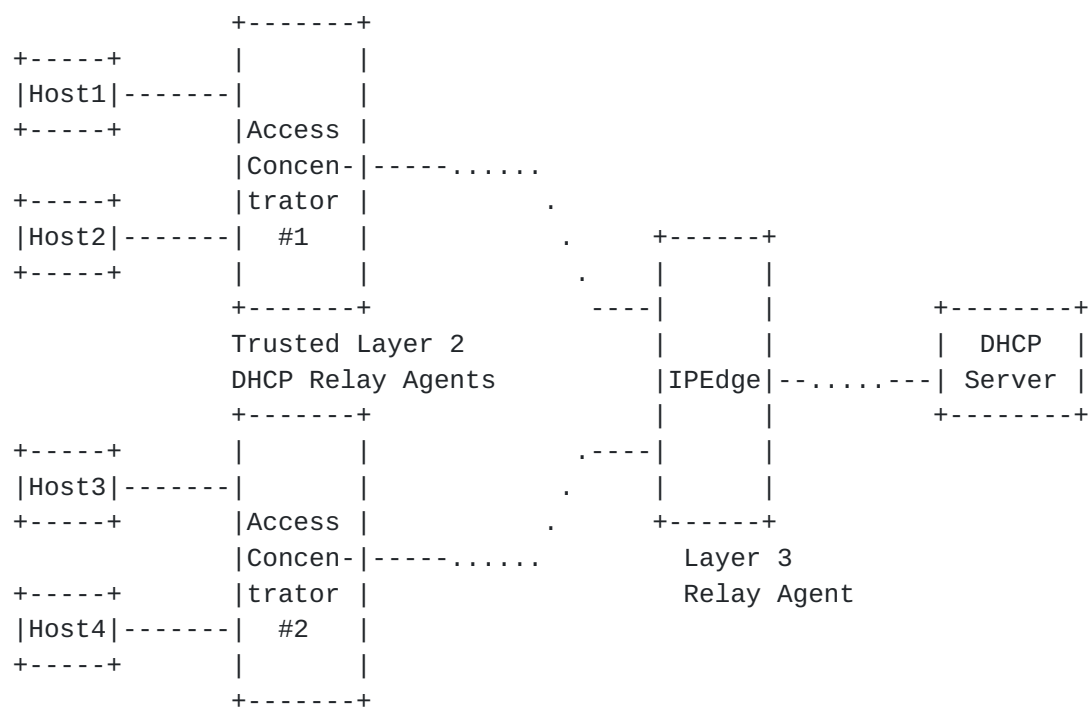 Host1
Access
Concen-
trator
#1
Host2
Trusted Layer 2
DHCP Relay Agents
IPEdge
DHCP
Server
Host3
Access
Concen-
trator
#2
Host4
Layer 3
Relay Agent